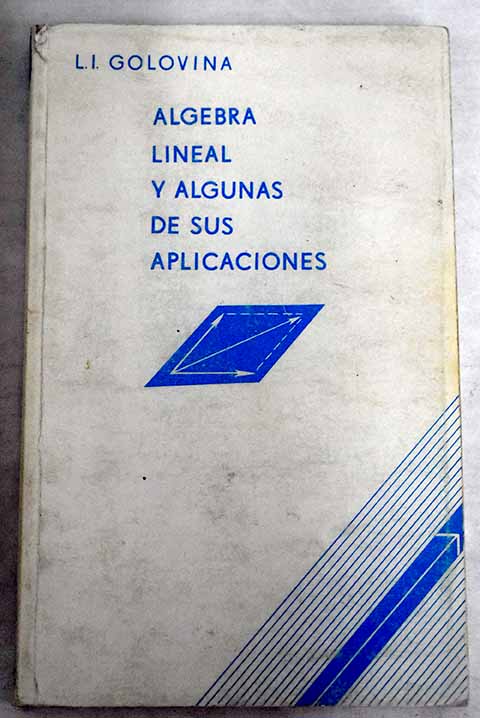 L.I. GOLOVINA
ALGEBRA
LINEAL
Y ALGUNAS
DE SUS
APLICACIONES